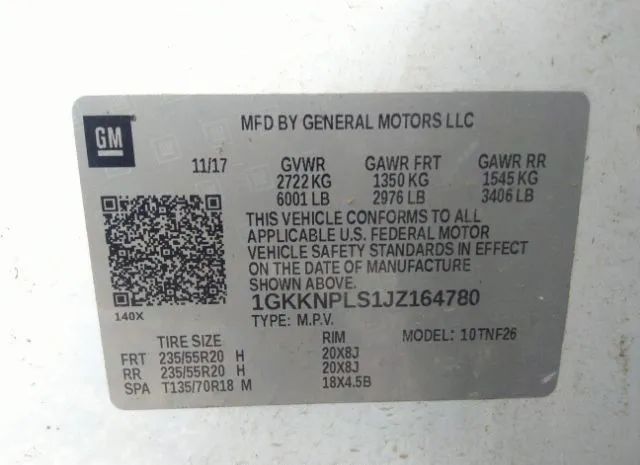 GM
MFD BY GENERAL MOTORS LLC
11/17 GVWR GAWR FRT GAWR RR
2722 KG 1350 KG 1545 KG
6001 LB 2976 LB 3406 LB
THIS VEHICLE CONFORMS TO ALL
APPLICABLE U.S. FEDERAL MOTOR
VEHICLE SAFETY STANDARDS IN EFFECT
ON THE DATE OF MANUFACTURE SHOWN ABOVE.
1GKKNPLS1JZ164780
140X
TYPE: M.P.V. MODEL: 10TNF26
TIRE SIZE RIM
FRT 235/55R20 H 20X8J
RR 235/55R20 H 20X8J
SPA T135/70R18 M 18X4.5B